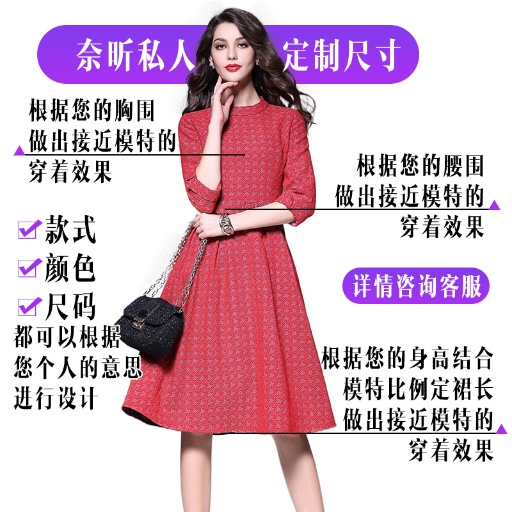 奈昕私人定制尺寸
根据您的胸围
做出接近模特的
穿着效果
根据您的腰围
做出接近模特的
穿着效果
款式
颜色
尺码
都可以根据
您个人的意思
进行设计
详情咨询客服
根据您的身高结合
模特比例定裙长
做出接近模特的
穿着效果